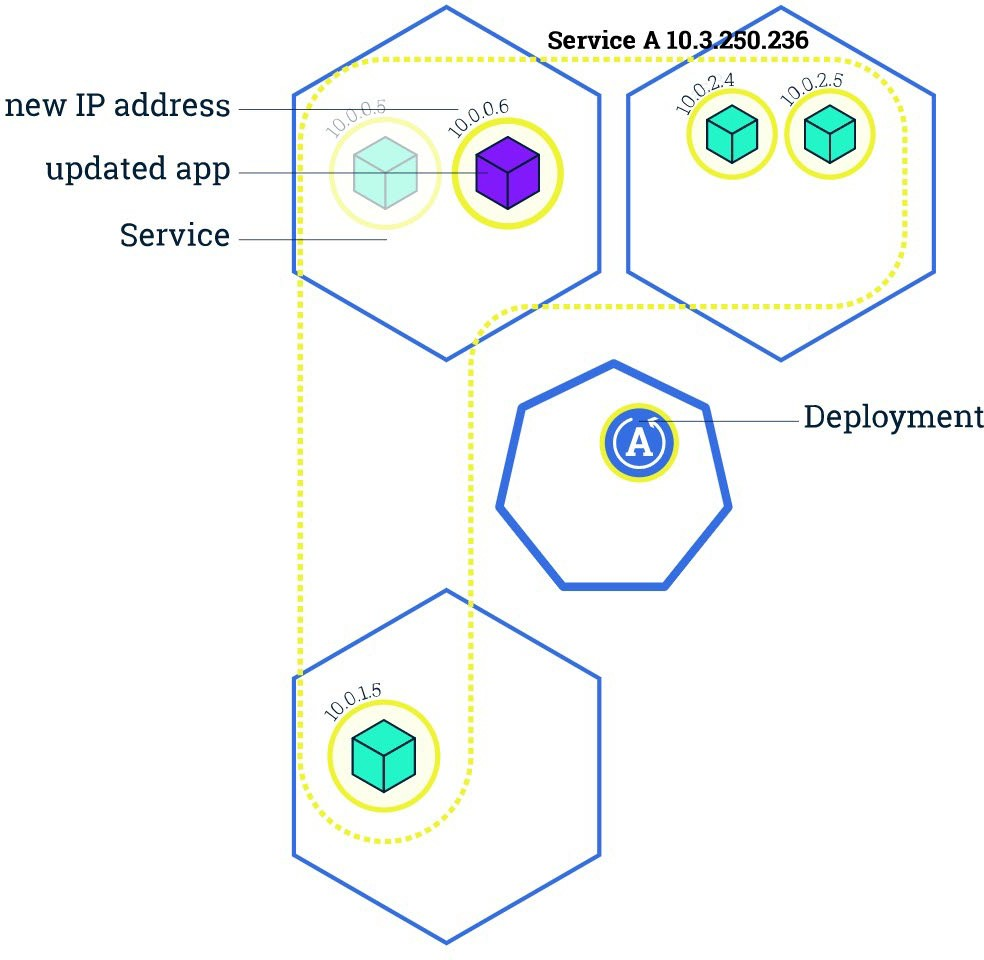 Service A 10.3.250.236
new IP address
10.0.0.5
10.0.0.6
10.0.2.4
10.0.2.5
updated app
Service
Deployment
A
10.0.1.5